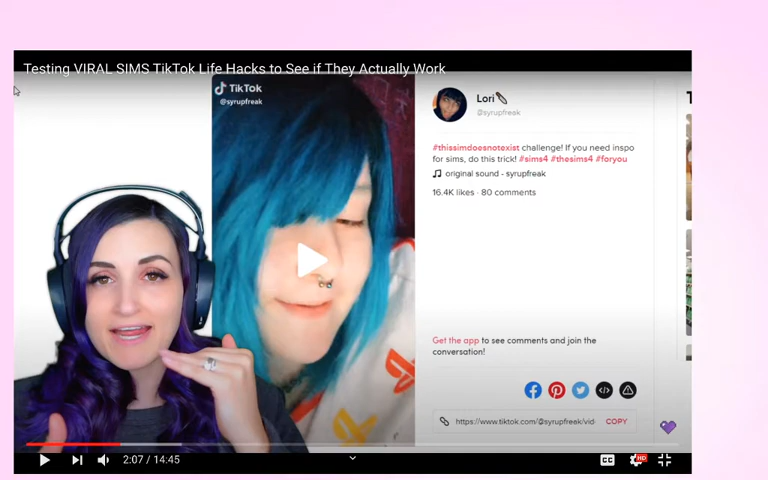 Testing VIRAL SIMS TikTok Life Hacks to See if They Actually Work
TikTok
@syrupfreak
Lori
@syrupfreak
#thissimdoesnotexist challenge! If you need inspo
for sims, do this trick! #sims4 #thesims4 #foryou
original sound - syrupfreak
16.4K likes · 80 comments
Get the app to see comments and join the
conversation!
https://www.tiktok.com/@syrupfreak/vid
COPY
2:07 / 14:45
CC
HD